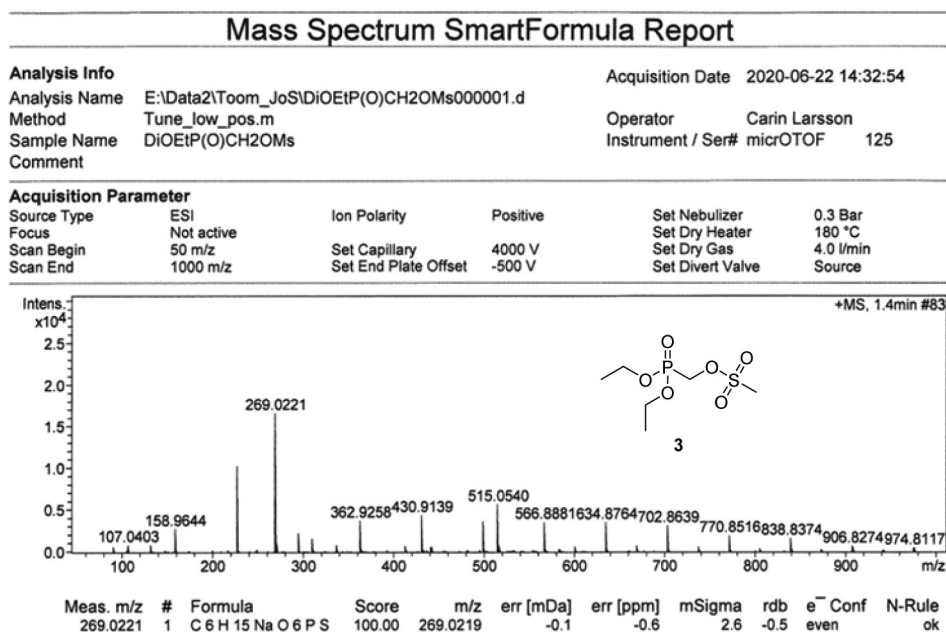 Mass Spectrum SmartFormula Report
Analysis Info
Acquisition Date 2020-06-22 14:32:54
Analysis Name E:\Data2\Toom_JoS\DiOEtP(O)CH2OMs000001.d
Method Tune_low_pos.m Operator Carin Larsson
Sample Name DiOEtP(O)CH2OMs Instrument / Ser# micrOTOF 125
Comment
Acquisition Parameter
Source Type ESI Ion Polarity Positive Set Nebulizer 0.3 Bar
Focus Not active Set Dry Heater 180 °C
Scan Begin 50 m/z Set Capillary 4000 V Set Dry Gas 4.0 l/min
Scan End 1000 m/z Set End Plate Offset -500 V Set Divert Valve Source
Intens. +MS, 1.4min #83
x10⁴
2.5
2.0
1.5
1.0
0.5
0.0
O
P
O
O
O
S
O
O
3
269.0221
107.0403 158.9644 362.9258 430.9139 515.0540 566.8881 634.8764 702.8639 770.8516 838.8374 906.8274 974.8117
100 200 300 400 500 600 700 800 900 m/z
Meas. m/z # Formula Score m/z err [mDa] err [ppm] mSigma rdb e⁻ Conf N-Rule
269.0221 1 C 6 H 15 Na O 6 P S 100.00 269.0219 -0.1 -0.6 2.6 -0.5 even ok